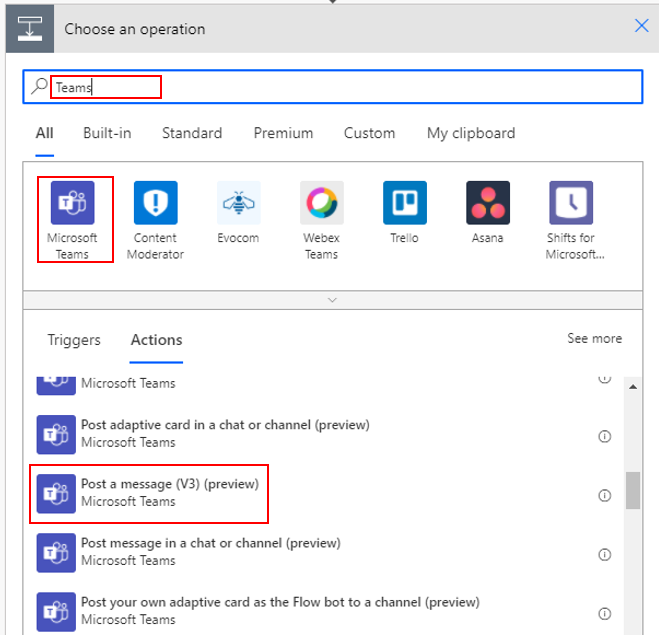 Choose an operation
Teams
All Built-in Standard Premium Custom My clipboard
Microsoft Teams
Content Moderator
Evocom
Webex Teams
Trello
Asana
Shifts for Microsoft...
Triggers Actions See more
Microsoft Teams
Post adaptive card in a chat or channel (preview)
Microsoft Teams
Post a message (V3) (preview)
Microsoft Teams
Post message in a chat or channel (preview)
Microsoft Teams
Post your own adaptive card as the Flow bot to a channel (preview)
Microsoft Teams